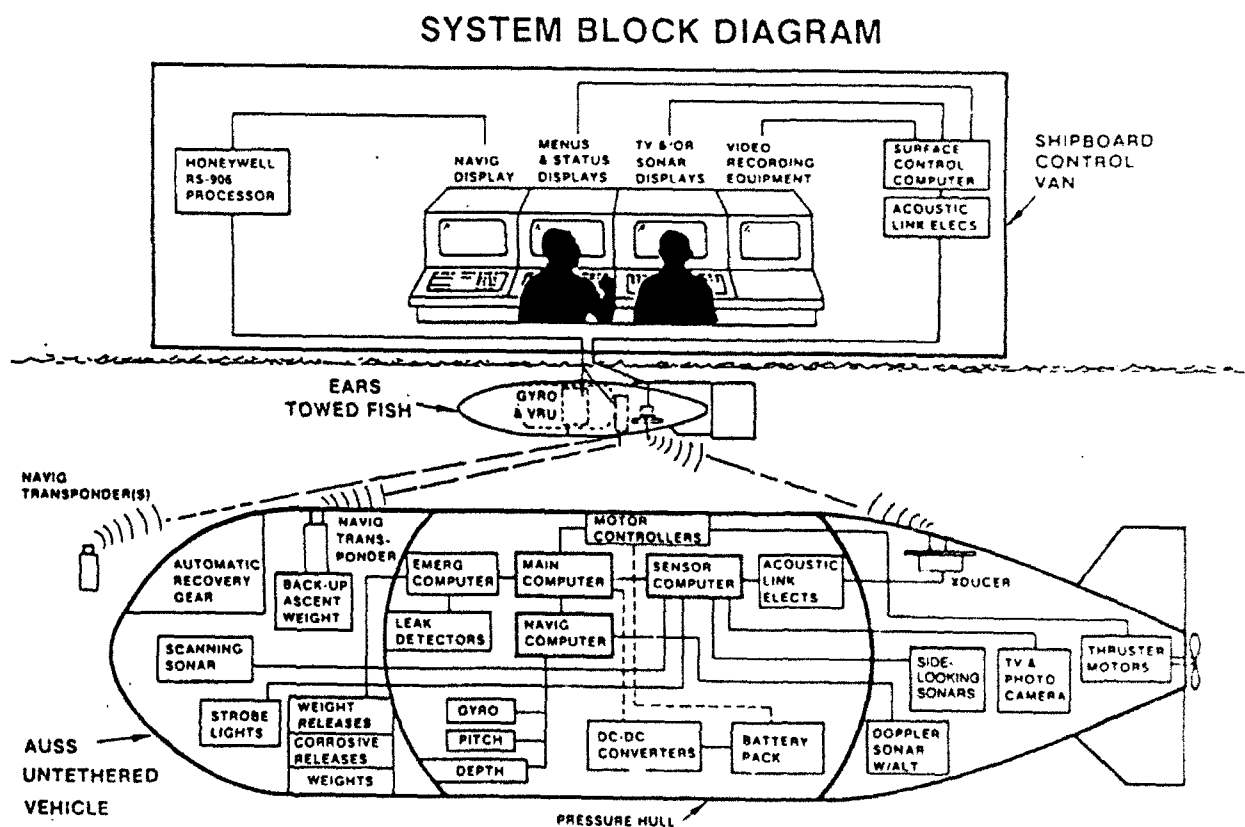 SYSTEM BLOCK DIAGRAM
HONEYWELL
RS-906
PROCESSOR
NAVIG
DISPLAY
MENUS
& STATUS
DISPLAYS
TV &/OR
SONAR
DISPLAYS
VIDEO
RECORDING
EQUIPMENT
SURFACE
CONTROL
COMPUTER
ACOUSTIC
LINK ELECS
SHIPBOARD
CONTROL
VAN
EARS
TOWED FISH
GYRO
& VRU
NAVIG
TRANSPONDER(S)
AUTOMATIC
RECOVERY
GEAR
NAVIG
TRANS-
PONDER
BACK-UP
ASCENT
WEIGHT
MOTOR
CONTROLLERS
EMERG
COMPUTER
MAIN
COMPUTER
SENSOR
COMPUTER
ACOUSTIC
LINK
ELECTS
XDUCER
LEAK
DETECTORS
NAVIG
COMPUTER
SCANNING
SONAR
SIDE-
LOOKING
SONARS
TV &
PHOTO
CAMERA
THRUSTER
MOTORS
STROBE
LIGHTS
WEIGHT
RELEASES
CORROSIVE
RELEASES
WEIGHTS
GYRO
PITCH
DEPTH
DC-DC
CONVERTERS
BATTERY
PACK
DOPPLER
SONAR
W/ALT
AUSS
UNTETHERED
VEHICLE
PRESSURE HULL